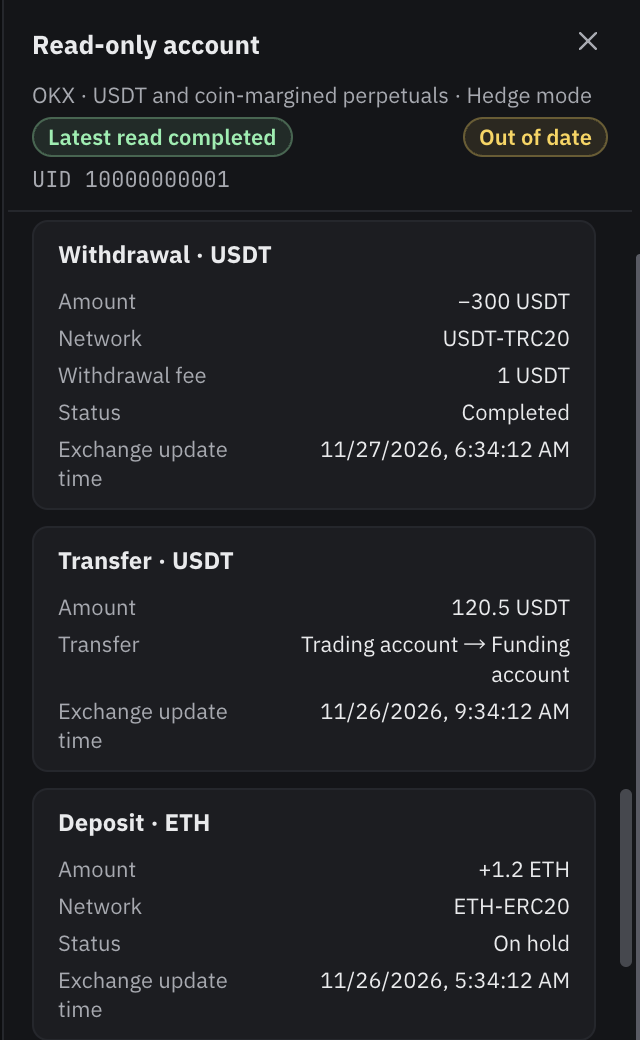 Read-only account
OKX · USDT and coin-margined perpetuals · Hedge mode
Latest read completed
Out of date
UID 10000000001
Withdrawal · USDT
Amount −300 USDT
Network USDT-TRC20
Withdrawal fee 1 USDT
Status Completed
Exchange update 11/27/2026, 6:34:12 AM
time
Transfer · USDT
Amount 120.5 USDT
Transfer Trading account → Funding
account
Exchange update 11/26/2026, 9:34:12 AM
time
Deposit · ETH
Amount +1.2 ETH
Network ETH-ERC20
Status On hold
Exchange update 11/26/2026, 5:34:12 AM
time